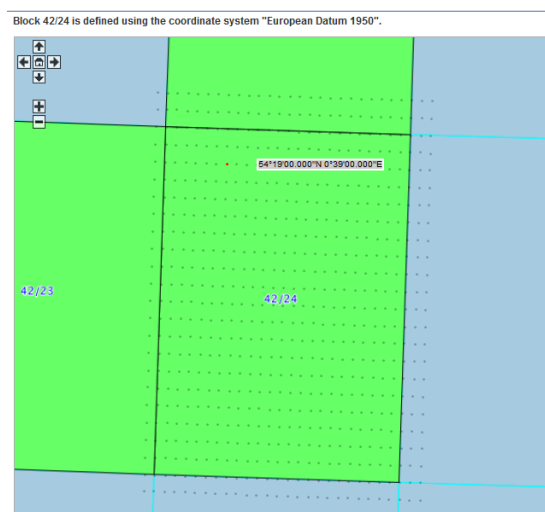 Block 42/24 is defined using the coordinate system "European Datum 1950".
54°19'00.000"N 0°39'00.000"E
42/23
42/24